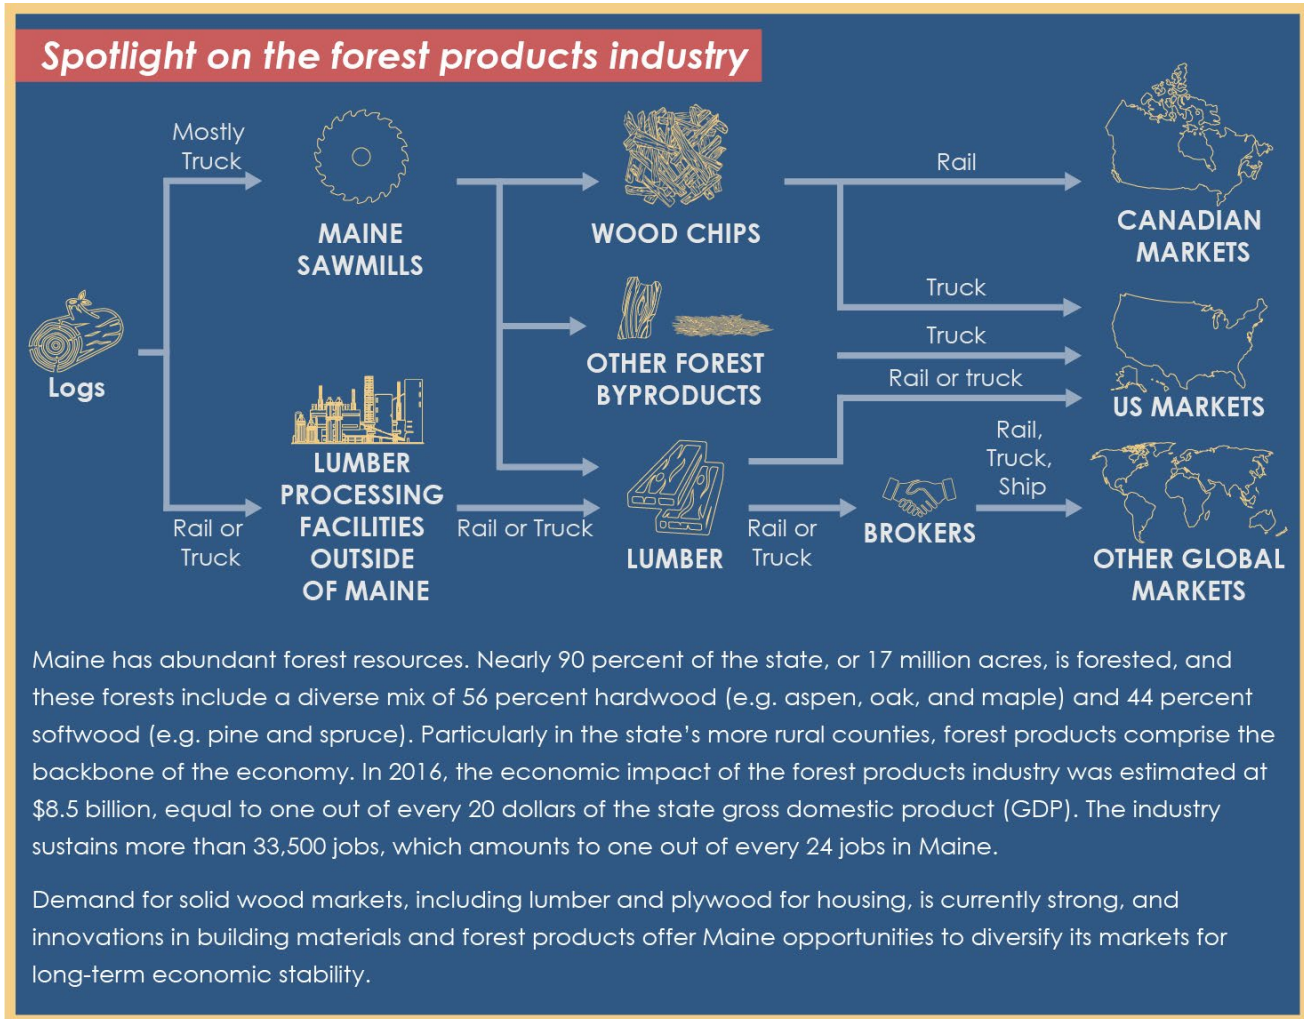 Spotlight on the forest products industry
Mostly
Truck
MAINE
SAWMILLS
WOOD CHIPS
Rail
CANADIAN
MARKETS
Truck
Truck
Rail or truck
US MARKETS
OTHER FOREST
BYPRODUCTS
Logs
LUMBER
PROCESSING
FACILITIES
OUTSIDE
OF MAINE
Rail or
Truck
Rail or Truck
LUMBER
Rail or
Truck
BROKERS
Rail,
Truck,
Ship
OTHER GLOBAL
MARKETS
Maine has abundant forest resources. Nearly 90 percent of the state, or 17 million acres, is forested, and
these forests include a diverse mix of 56 percent hardwood (e.g. aspen, oak, and maple) and 44 percent
softwood (e.g. pine and spruce). Particularly in the state’s more rural counties, forest products comprise the
backbone of the economy. In 2016, the economic impact of the forest products industry was estimated at
$8.5 billion, equal to one out of every 20 dollars of the state gross domestic product (GDP). The industry
sustains more than 33,500 jobs, which amounts to one out of every 24 jobs in Maine.
Demand for solid wood markets, including lumber and plywood for housing, is currently strong, and
innovations in building materials and forest products offer Maine opportunities to diversify its markets for
long-term economic stability.